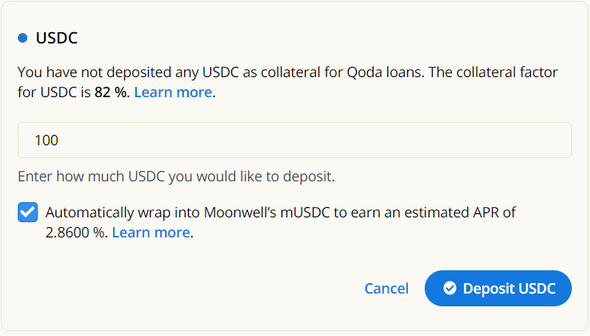 USDC
You have not deposited any USDC as collateral for Qoda loans. The collateral factor
for USDC is 82 %. Learn more.
100
Enter how much USDC you would like to deposit.
Automatically wrap into Moonwell's mUSDC to earn an estimated APR of
2.8600 %. Learn more.
Cancel
Deposit USDC